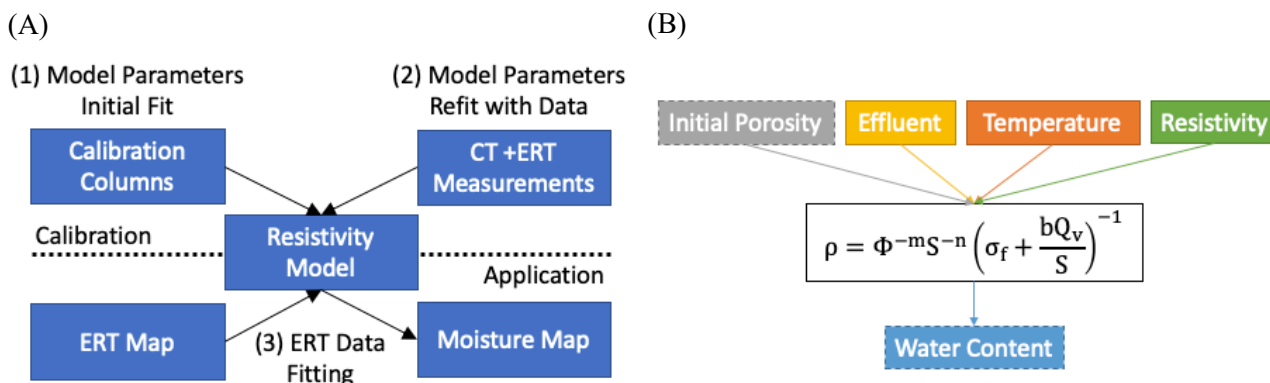 (A)
(1) Model Parameters
Initial Fit
(2) Model Parameters
Refit with Data
Calibration
Columns
CT +ERT
Measurements
Resistivity
Model
Calibration
Application
ERT Map
(3) ERT Data
Fitting
Moisture Map
(B)
Initial Porosity
Effluent
Temperature
Resistivity
ρ = Φ⁻ᵐS⁻ⁿ (σ_f + bQ_v/S)⁻¹
Water Content